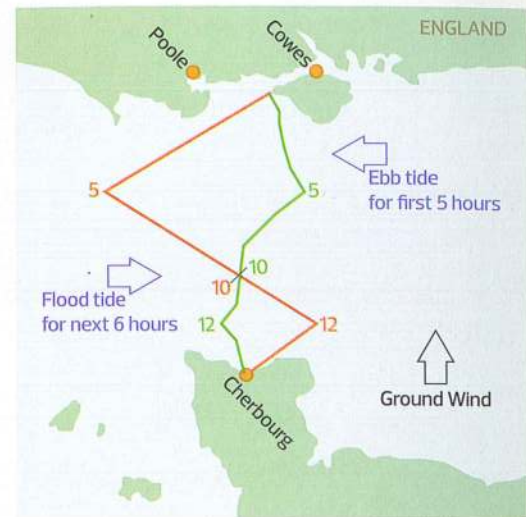 ENGLAND
Poole
Cowes
Ebb tide
for first 5 hours
5
5
10
10
Flood tide
for next 6 hours
12
12
Cherbourg
Ground Wind